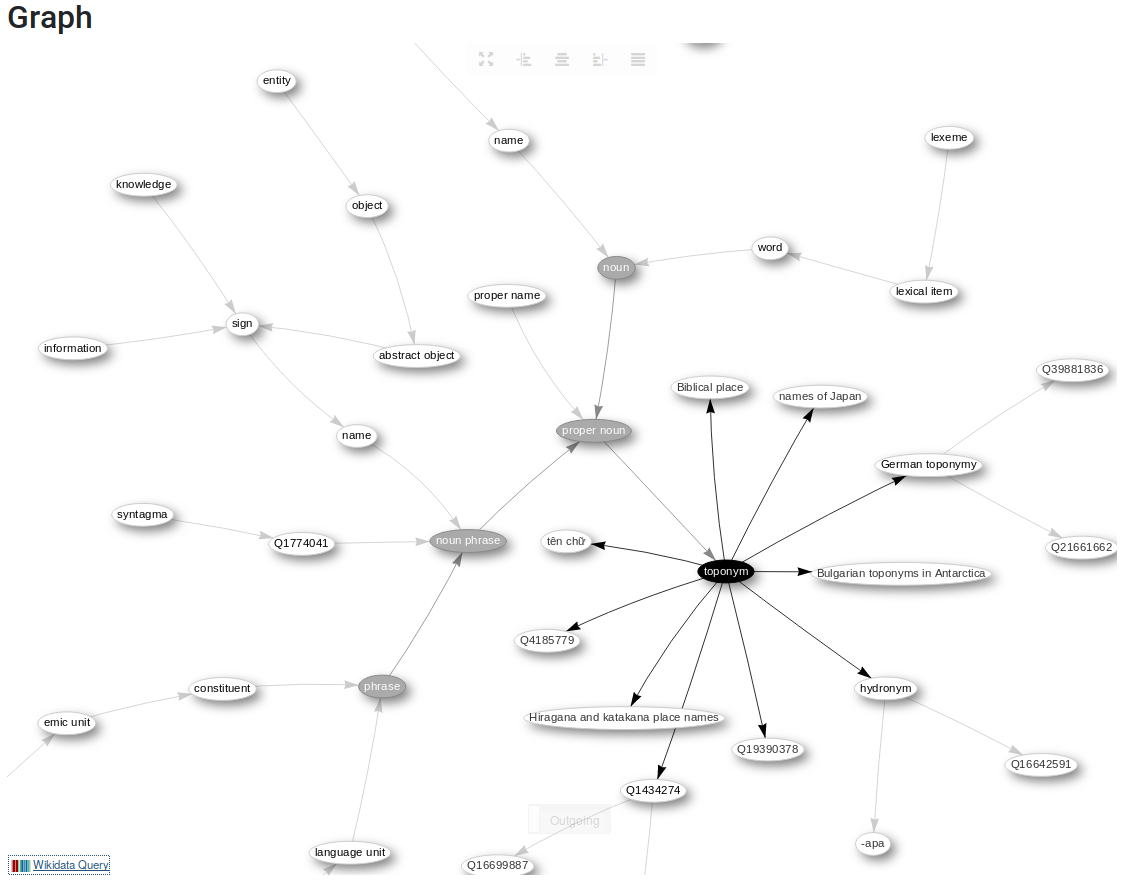 Graph
entity
name
lexeme
knowledge
object
word
noun
lexical item
proper name
sign
information
abstract object
Q39881836
Biblical place
names of Japan
proper noun
name
German toponymy
syntagma
Q1774041
noun phrase
tên chữ
Q21661662
toponym
Bulgarian toponyms in Antarctica
Q4185779
phrase
constituent
hydronym
emic unit
Hiragana and katakana place names
Q19390378
Q16642591
Q1434274
Outgoing
-apa
language unit
Q16699887
Wikidata Query